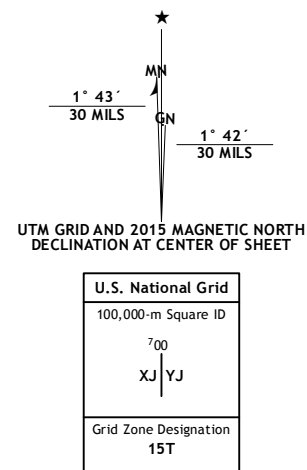 ★
MN
1° 43´
30 MILS
GN
1° 42´
30 MILS
UTM GRID AND 2015 MAGNETIC NORTH
DECLINATION AT CENTER OF SHEET
U.S. National Grid
100,000-m Square ID
⁷00
XJ YJ
Grid Zone Designation
15T